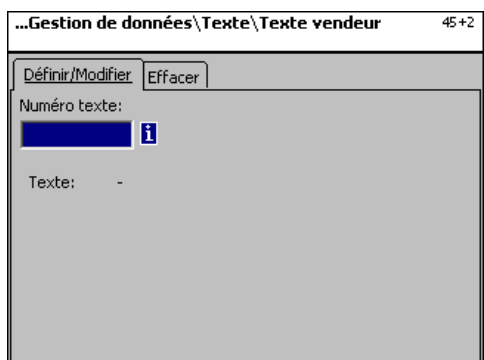 ...Gestion de données\Texte\Texte vendeur 45+2
Définir/Modifier Effacer
Numéro texte:
i
Texte: -